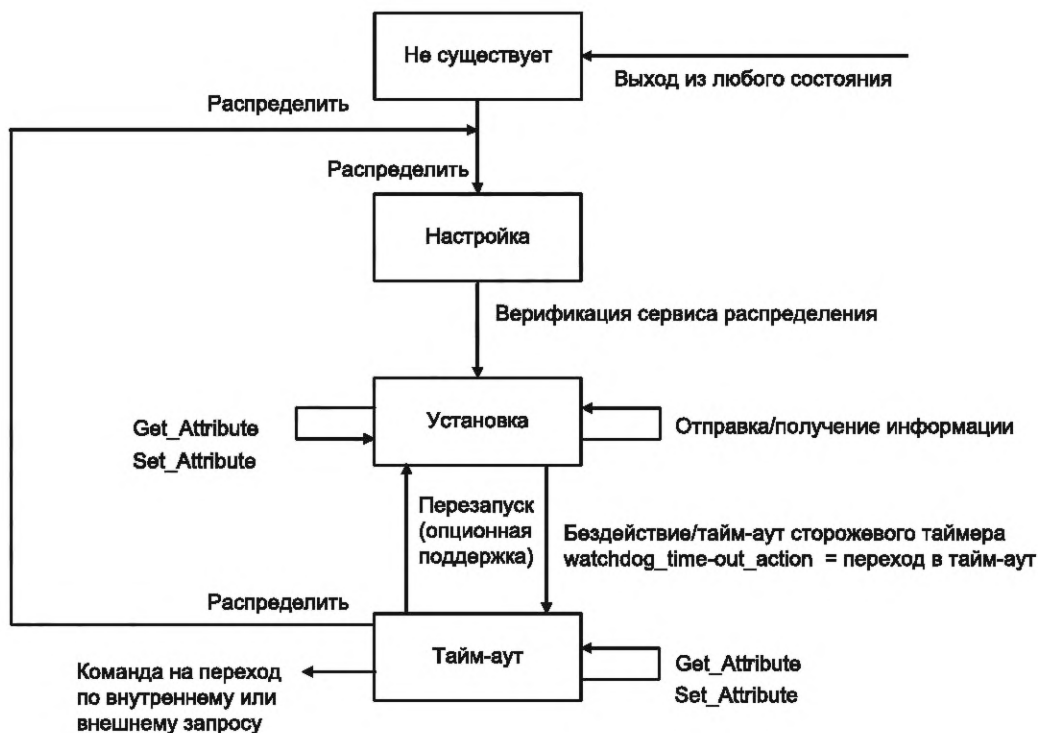 Не существует
Выход из любого состояния
Распределить
Распределить
Настройка
Верификация сервиса распределения
Установка
Get_Attribute
Set_Attribute
Отправка/получение информации
Перезапуск
(опционная
поддержка)
Бездействие/тайм-аут сторожевого таймера
watchdog_time-out_action = переход в тайм-аут
Распределить
Тайм-аут
Get_Attribute
Set_Attribute
Команда на переход
по внутреннему или
внешнему запросу